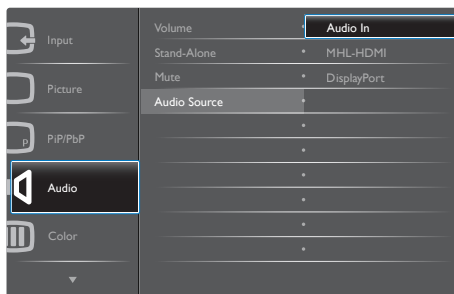 Input
Picture
P
PiP/PbP
Audio
Color
Volume
Stand-Alone
Mute
Audio Source
Audio In
MHL-HDMI
DisplayPort